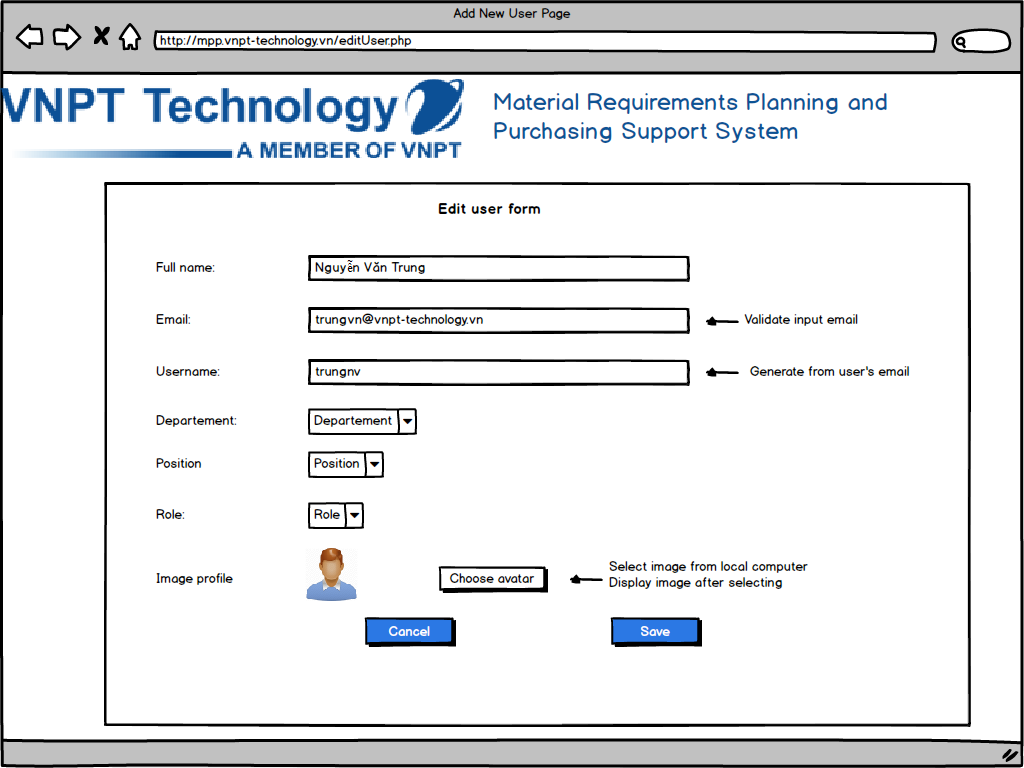 Add New User Page
http://mpp.vnpt-technology.vn/editUser.php
VNPT Technology
A MEMBER OF VNPT
Material Requirements Planning and
Purchasing Support System
Edit user form
Full name:
Nguyễn Văn Trung
Email:
trungvn@vnpt-technology.vn
Validate input email
Username:
trungnv
Generate from user's email
Departement:
Departement
Position
Position
Role:
Role
Image profile
Choose avatar
Select image from local computer
Display image after selecting
Cancel
Save